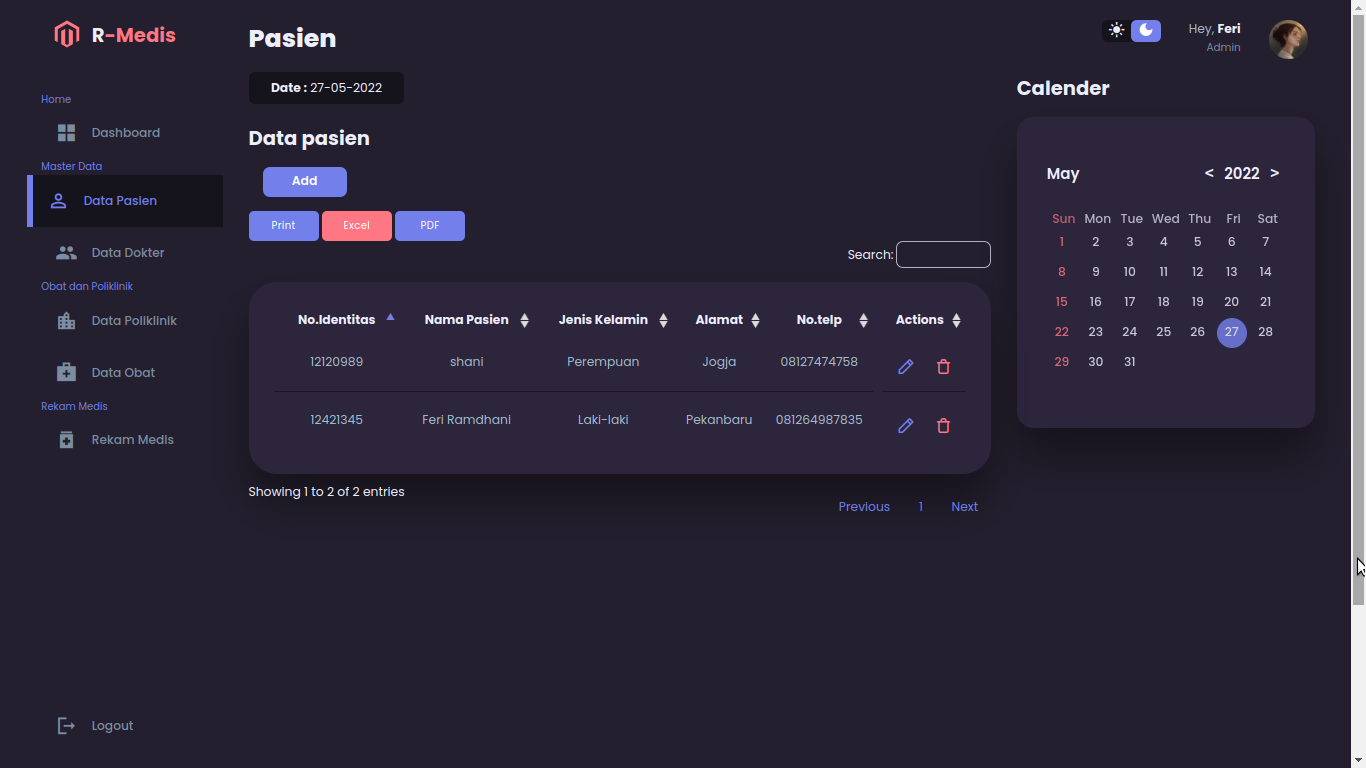 R-Medis
Home
Dashboard
Master Data
Data Pasien
Data Dokter
Obat dan Poliklinik
Data Poliklinik
Data Obat
Rekam Medis
Rekam Medis
Logout
Pasien
Date : 27-05-2022
Data pasien
Add
Print Excel PDF
Search:
No.Identitas Nama Pasien Jenis Kelamin Alamat No.telp Actions
12120989 shani Perempuan Jogja 08127474758
12421345 Feri Ramdhani Laki-laki Pekanbaru 081264987835
Showing 1 to 2 of 2 entries
Previous 1 Next
Hey, Feri
Admin
Calender
May < 2022 >
Sun Mon Tue Wed Thu Fri Sat
1 2 3 4 5 6 7
8 9 10 11 12 13 14
15 16 17 18 19 20 21
22 23 24 25 26 27 28
29 30 31